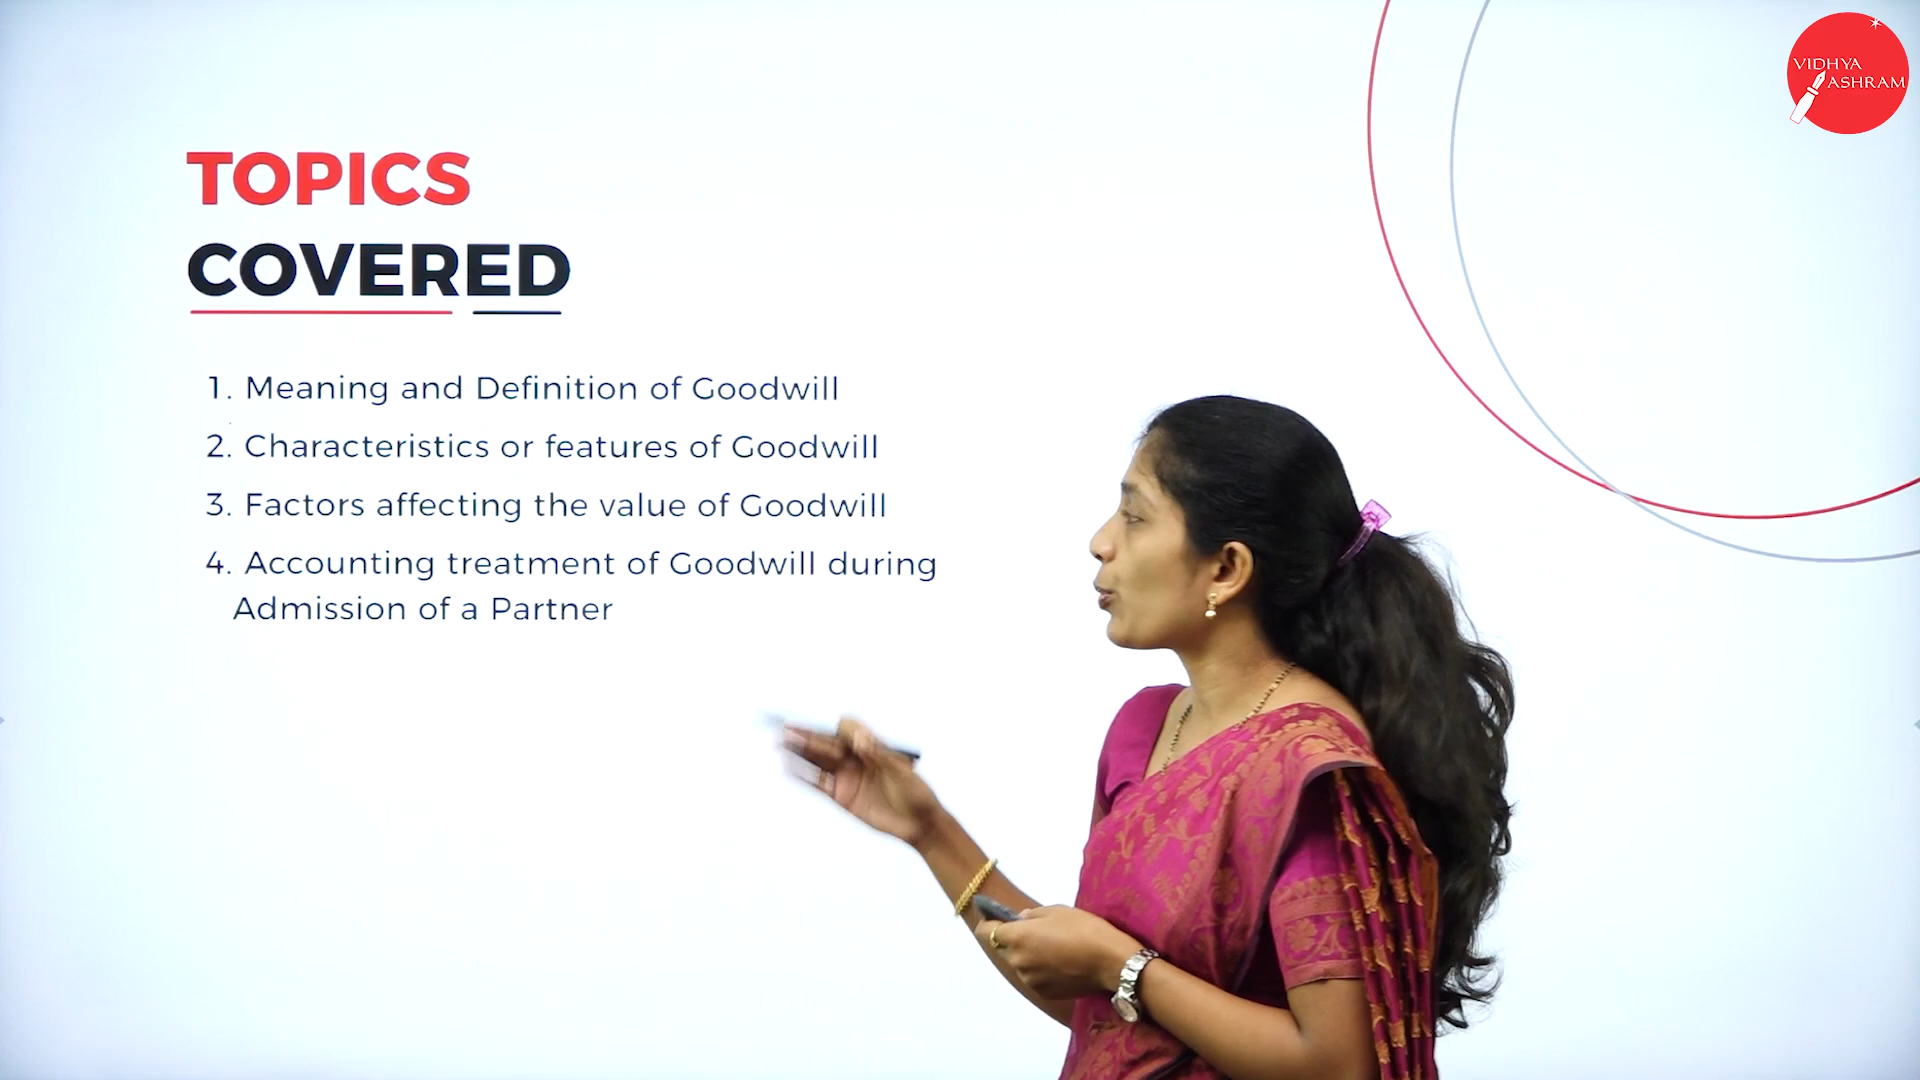 VIDHYA
ASHRAM
TOPICS
COVERED
1. Meaning and Definition of Goodwill
2. Characteristics or features of Goodwill
3. Factors affecting the value of Goodwill
4. Accounting treatment of Goodwill during
Admission of a Partner